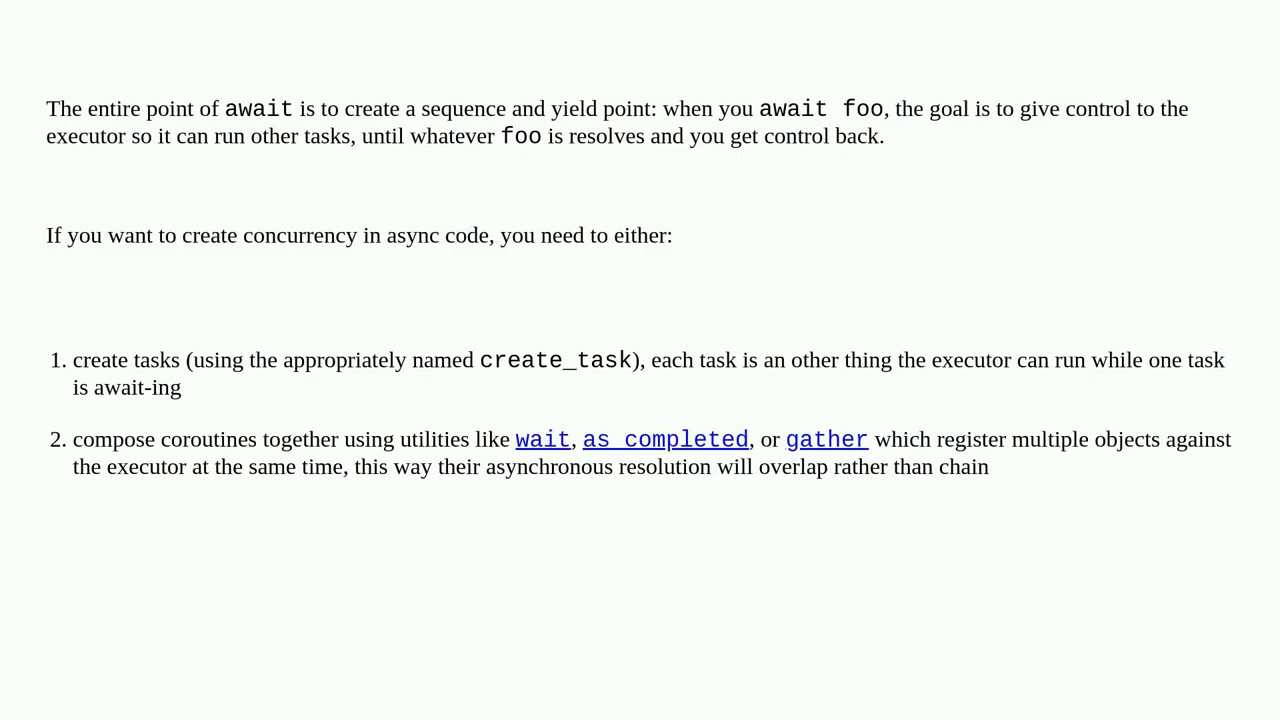 The entire point of await is to create a sequence and yield point: when you await foo, the goal is to give control to the
executor so it can run other tasks, until whatever foo is resolves and you get control back.
If you want to create concurrency in async code, you need to either:
1. create tasks (using the appropriately named create_task), each task is an other thing the executor can run while one task
is await-ing
2. compose coroutines together using utilities like wait, as_completed, or gather which register multiple objects against
the executor at the same time, this way their asynchronous resolution will overlap rather than chain